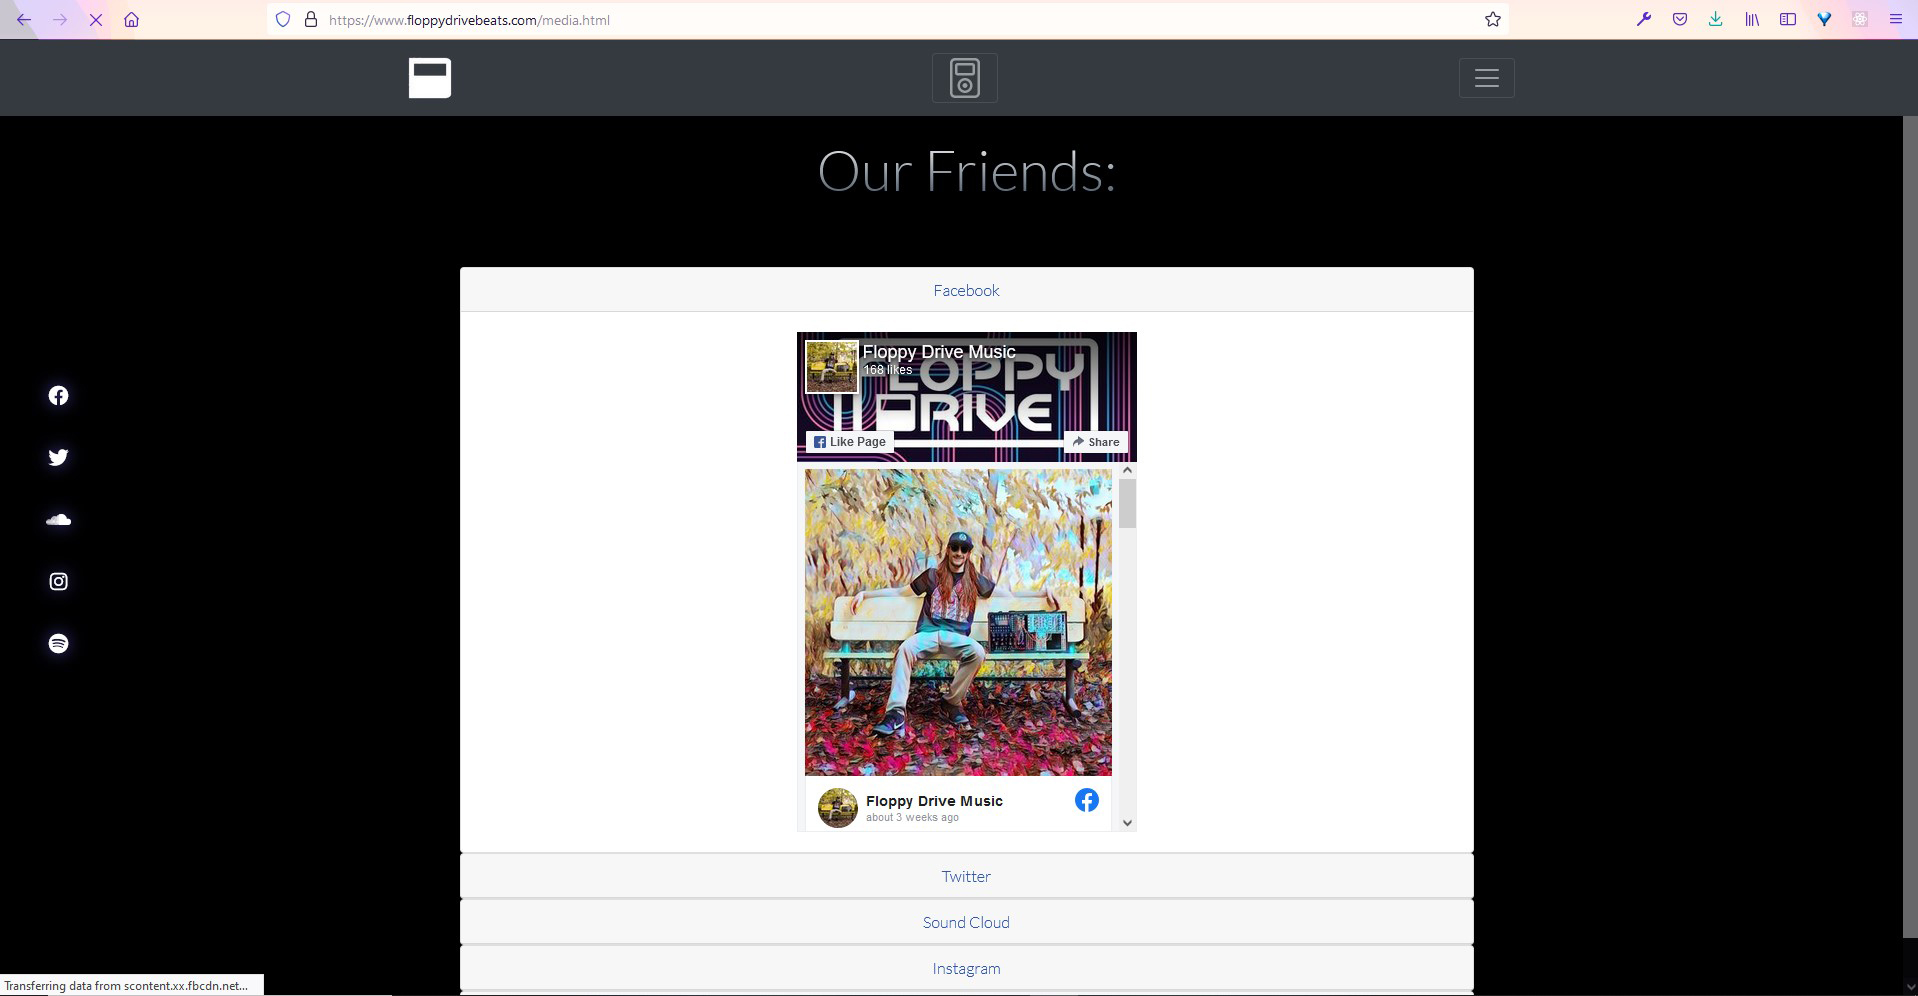 https://www.floppydrivebeats.com/media.html
Our Friends:
Facebook
Floppy Drive Music
168 likes
FLOPPY
DRIVE
Like Page
Share
Floppy Drive Music
about 3 weeks ago
Twitter
Sound Cloud
Instagram
Transferring data from scontent.xx.fbcdn.net...